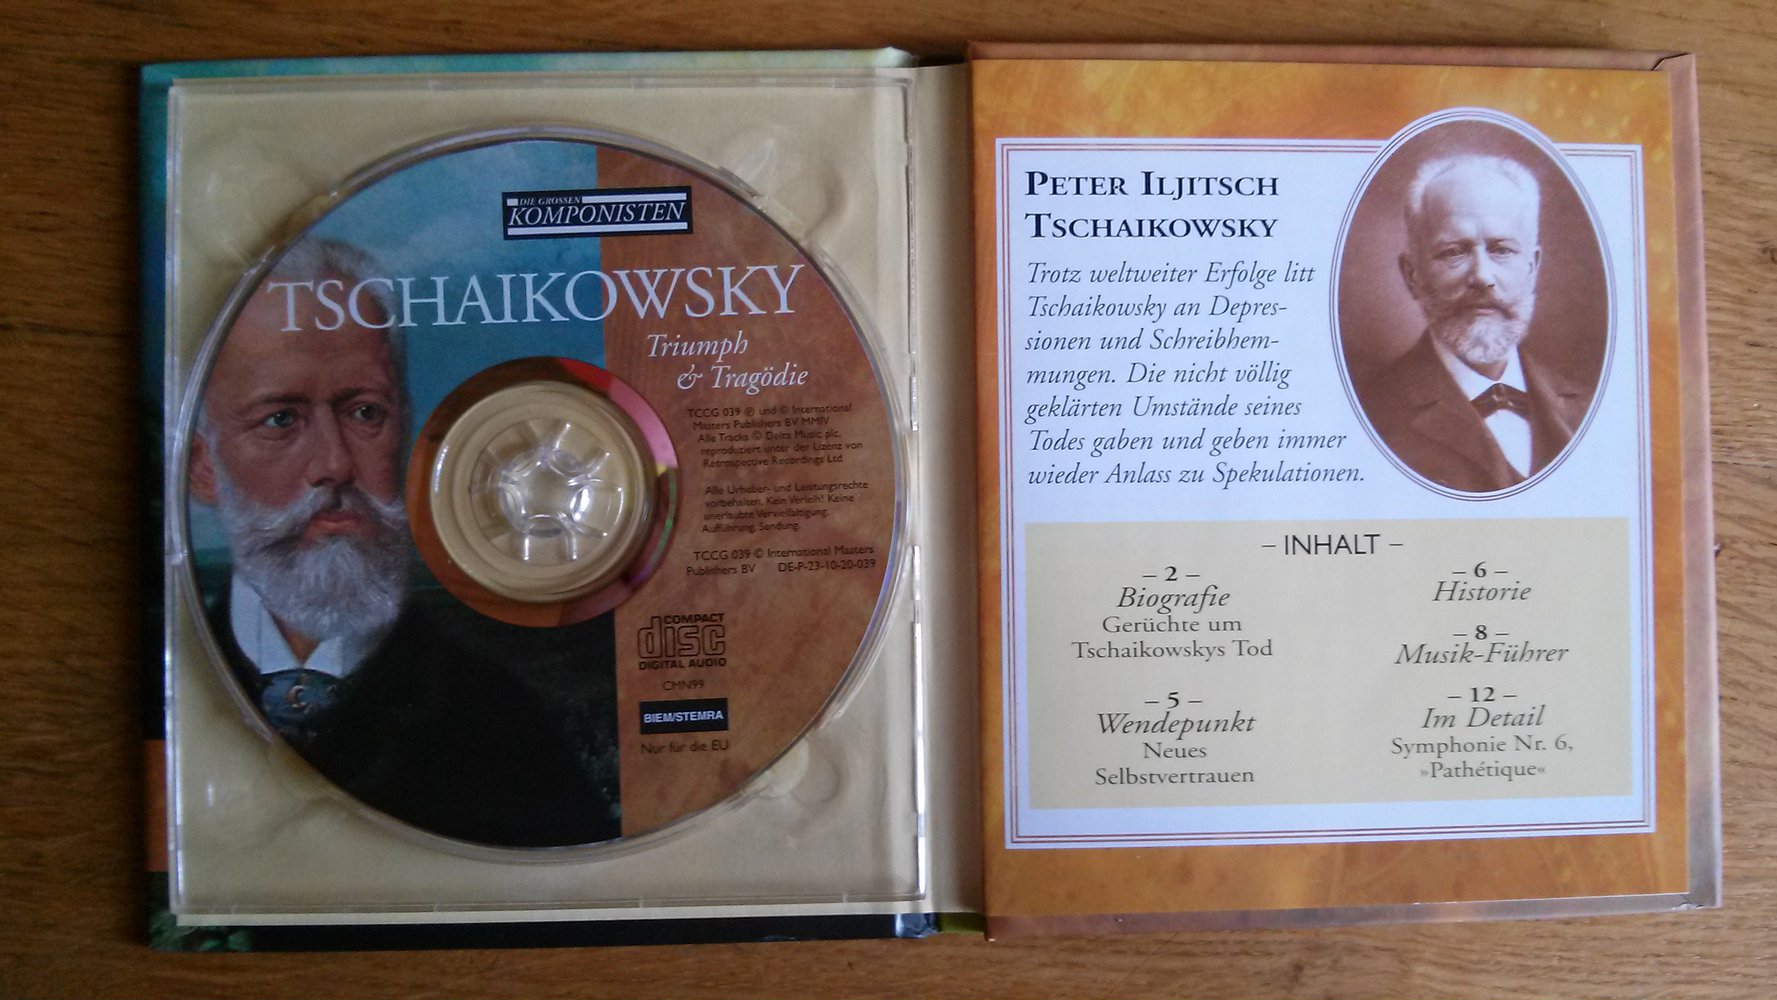 DIE GROSSEN
KOMPONISTEN
TSCHAIKOWSKY
Triumph
& Tragödie
TCCG 039 ℗ und © International
Masters Publishers BV MMIV
Alle Tracks © Delta Music plc.
reproduziert unter der Lizenz von
Retrospective Recordings Ltd
Alle Urheber- und Leistungsrechte
vorbehalten. Kein Verleih! Keine
unerlaubte Vervielfältigung,
Aufführung, Sendung.
TCCG 039 © International Masters
Publishers BV DE-P-23-10-20-039
COMPACT
disc
DIGITAL AUDIO
CMN99
BIEM/STEMRA
Nur für die EU
PETER ILJITSCH
TSCHAIKOWSKY
Trotz weltweiter Erfolge litt
Tschaikowsky an Depres-
sionen und Schreibhem-
mungen. Die nicht völlig
geklärten Umstände seines
Todes gaben und geben immer
wieder Anlass zu Spekulationen.
– INHALT –
– 2 –
Biografie
Gerüchte um
Tschaikowskys Tod
– 5 –
Wendepunkt
Neues
Selbstvertrauen
– 6 –
Historie
– 8 –
Musik-Führer
– 12 –
Im Detail
Symphonie Nr. 6,
»Pathétique«